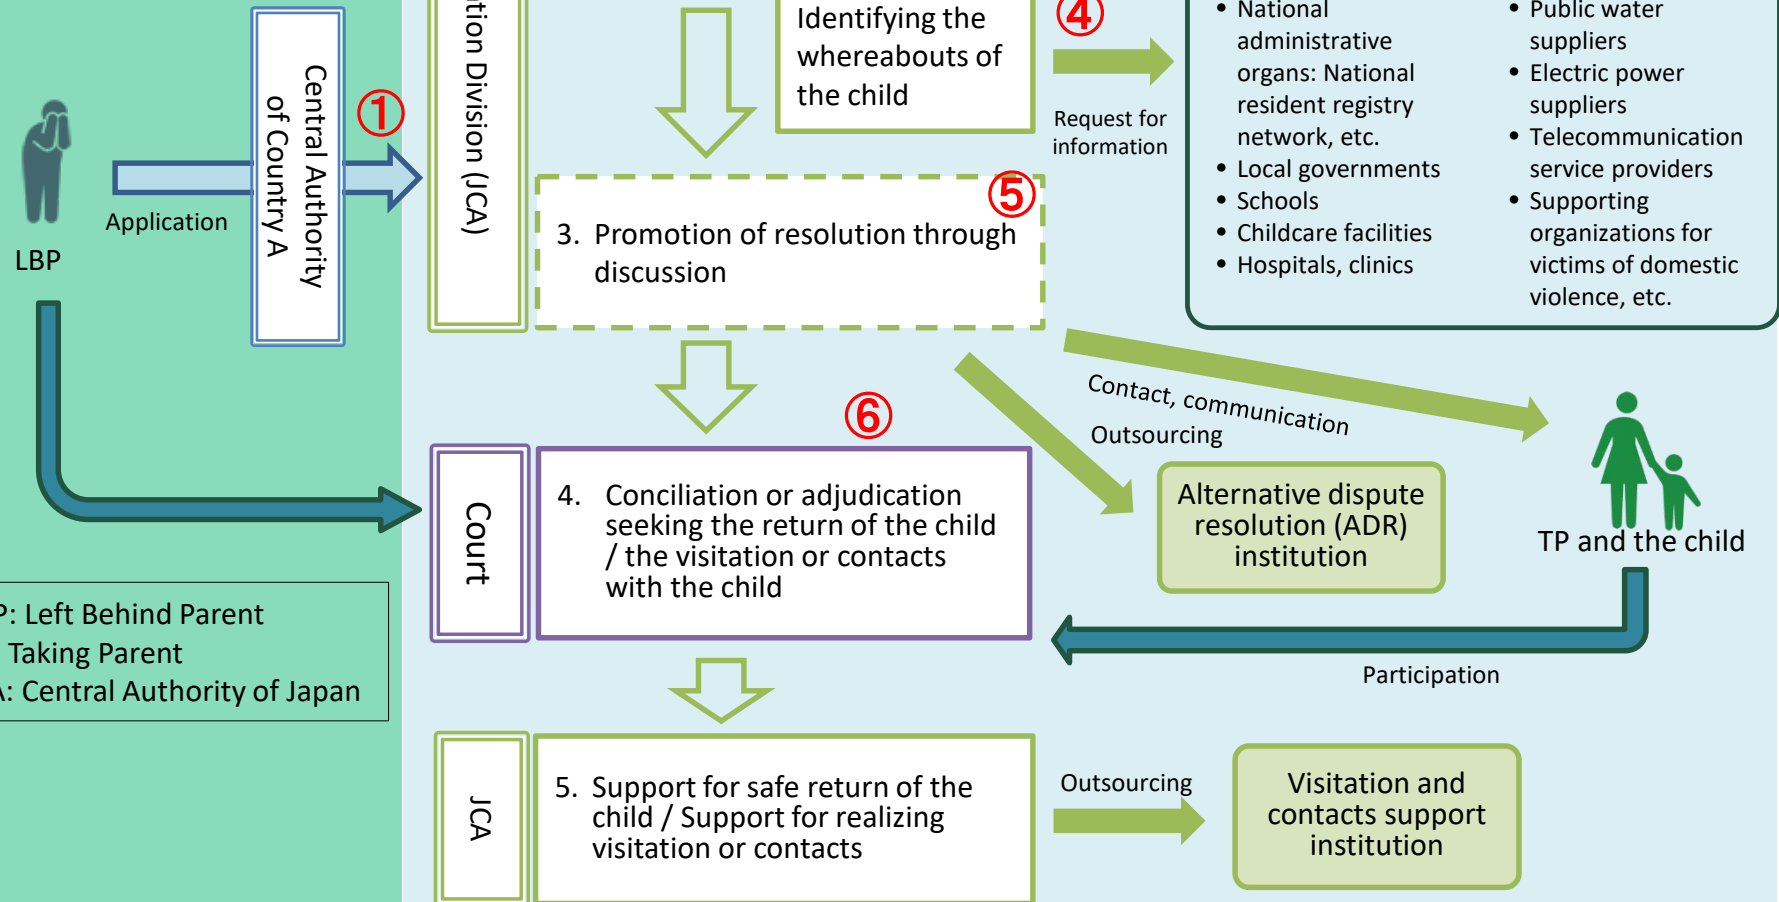 LBP
Application
Central Authority
of Country A
①
ation Division (JCA)
Identifying the
whereabouts of
the child
④
Request for
information
• National
administrative
organs: National
resident registry
network, etc.
• Local governments
• Schools
• Childcare facilities
• Hospitals, clinics
• Public water
suppliers
• Electric power
suppliers
• Telecommunication
service providers
• Supporting
organizations for
victims of domestic
violence, etc.
⑤
3. Promotion of resolution through
discussion
Contact, communication
Outsourcing
Alternative dispute
resolution (ADR)
institution
TP and the child
Participation
⑥
Court
4. Conciliation or adjudication
seeking the return of the child
/ the visitation or contacts
with the child
P: Left Behind Parent
Taking Parent
A: Central Authority of Japan
JCA
5. Support for safe return of the
child / Support for realizing
visitation or contacts
Outsourcing
Visitation and
contacts support
institution